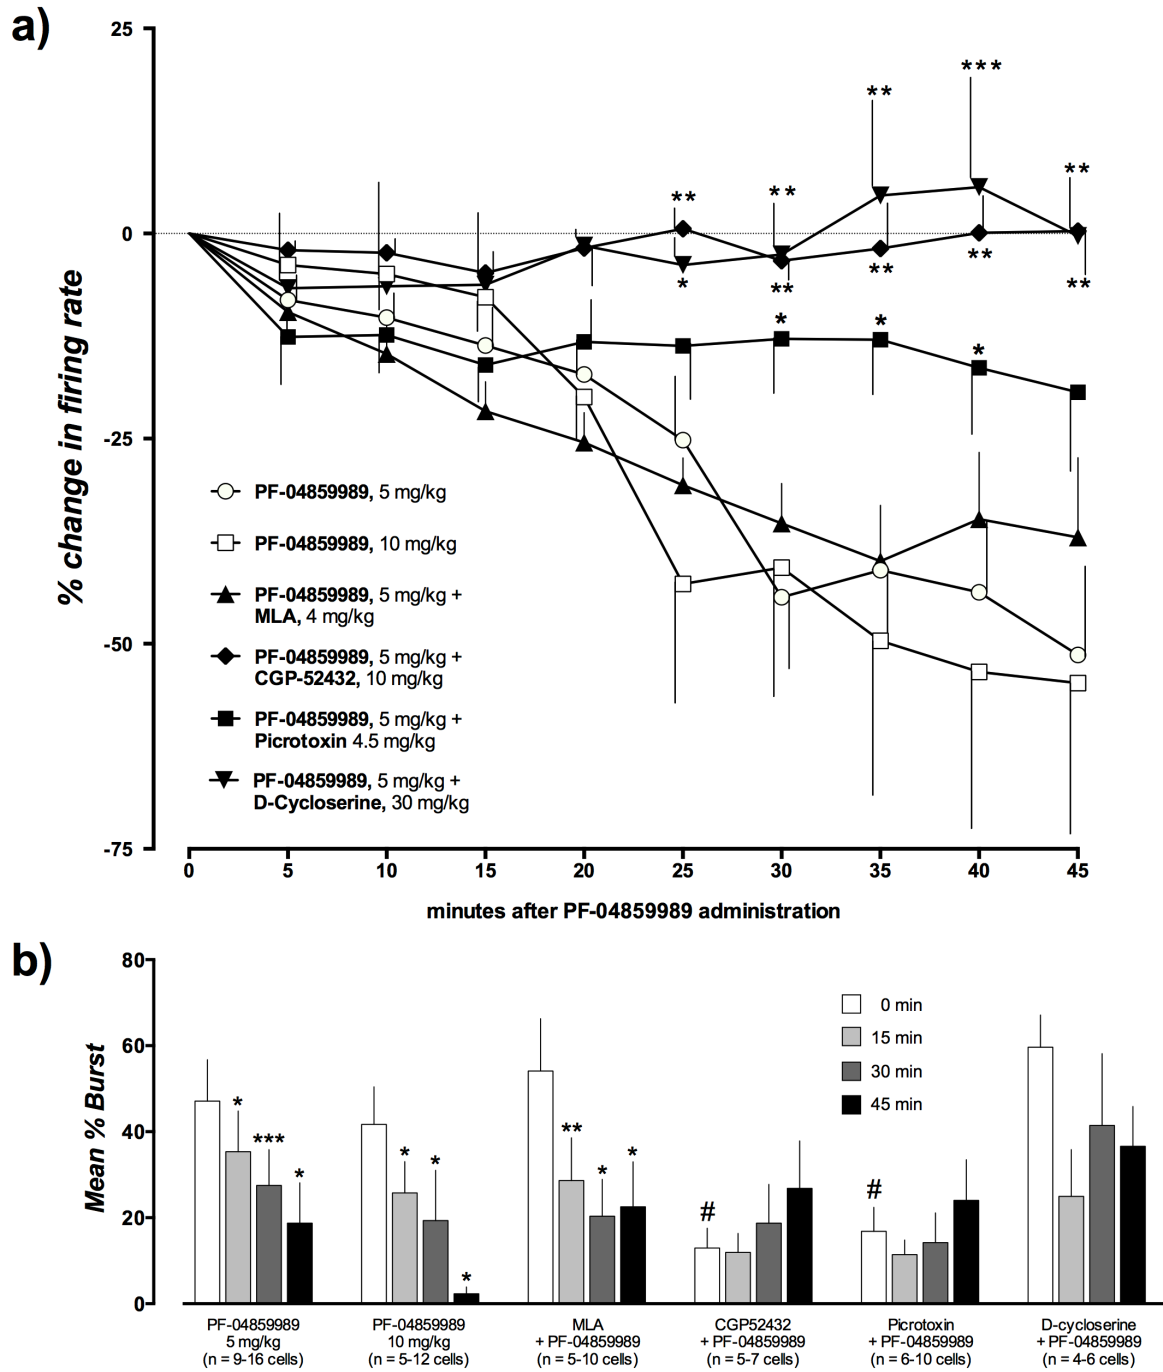 a)
25
0
-25
-50
-75
% change in firing rate
**
***
**
**
**
**
*
**
**
**
**
*
*
*
PF-04859989, 5 mg/kg
PF-04859989, 10 mg/kg
PF-04859989, 5 mg/kg +
MLA, 4 mg/kg
PF-04859989, 5 mg/kg +
CGP-52432, 10 mg/kg
PF-04859989, 5 mg/kg +
Picrotoxin 4.5 mg/kg
PF-04859989, 5 mg/kg +
D-Cycloserine, 30 mg/kg
0 5 10 15 20 25 30 35 40 45
minutes after PF-04859989 administration
b)
80
60
40
20
0
Mean % Burst
0 min
15 min
30 min
45 min
*
***
*
*
*
*
**
*
*
#
#
PF-04859989
5 mg/kg
(n = 9-16 cells)
PF-04859989
10 mg/kg
(n = 5-12 cells)
MLA
+ PF-04859989
(n = 5-10 cells)
CGP52432
+ PF-04859989
(n = 5-7 cells)
Picrotoxin
+ PF-04859989
(n = 6-10 cells)
D-cycloserine
+ PF-04859989
(n = 4-6 cells)